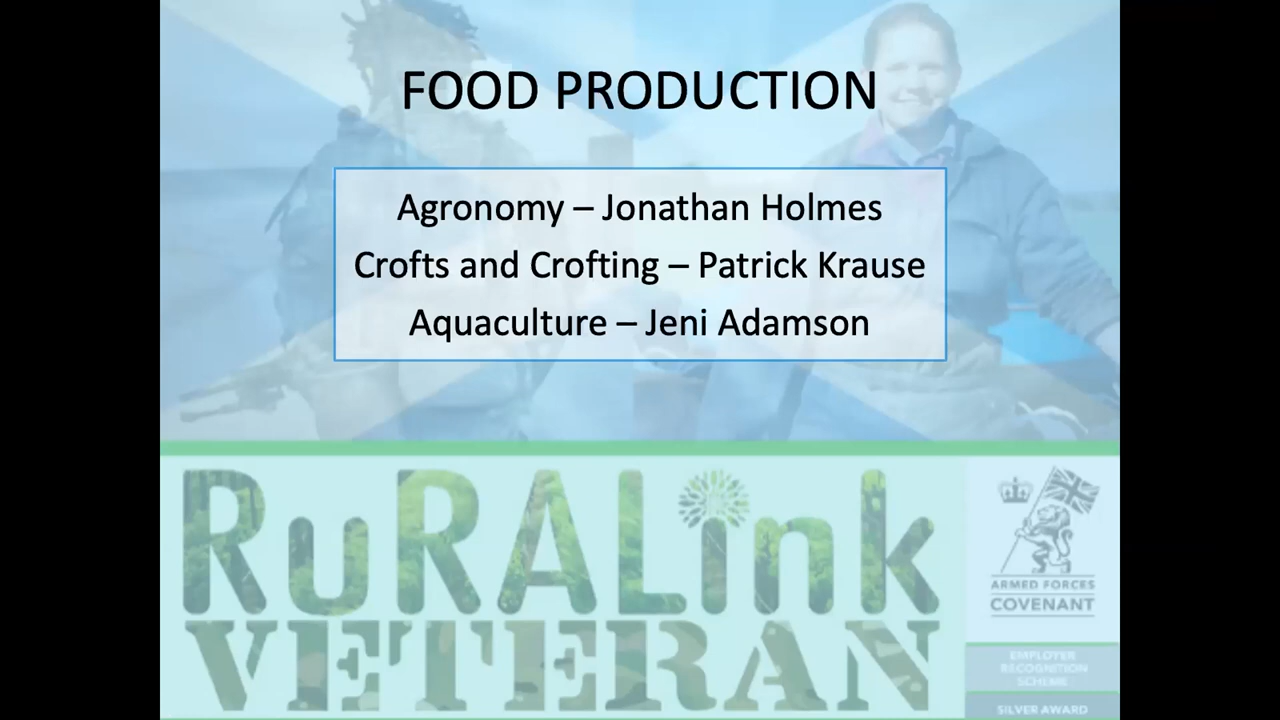 FOOD PRODUCTION
Agronomy – Jonathan Holmes
Crofts and Crofting – Patrick Krause
Aquaculture – Jeni Adamson
RuRALink
VETERAN
ARMED FORCES
COVENANT
EMPLOYER
RECOGNITION
SCHEME
SILVER AWARD